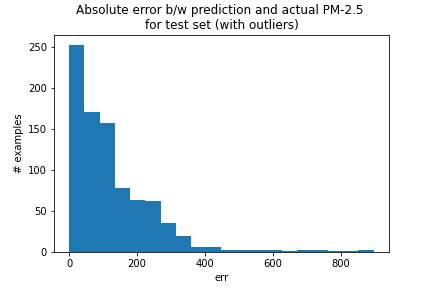 Absolute error b/w prediction and actual PM-2.5
for test set (with outliers)
250
200
150
100
50
0
# examples
0 200 400 600 800
err